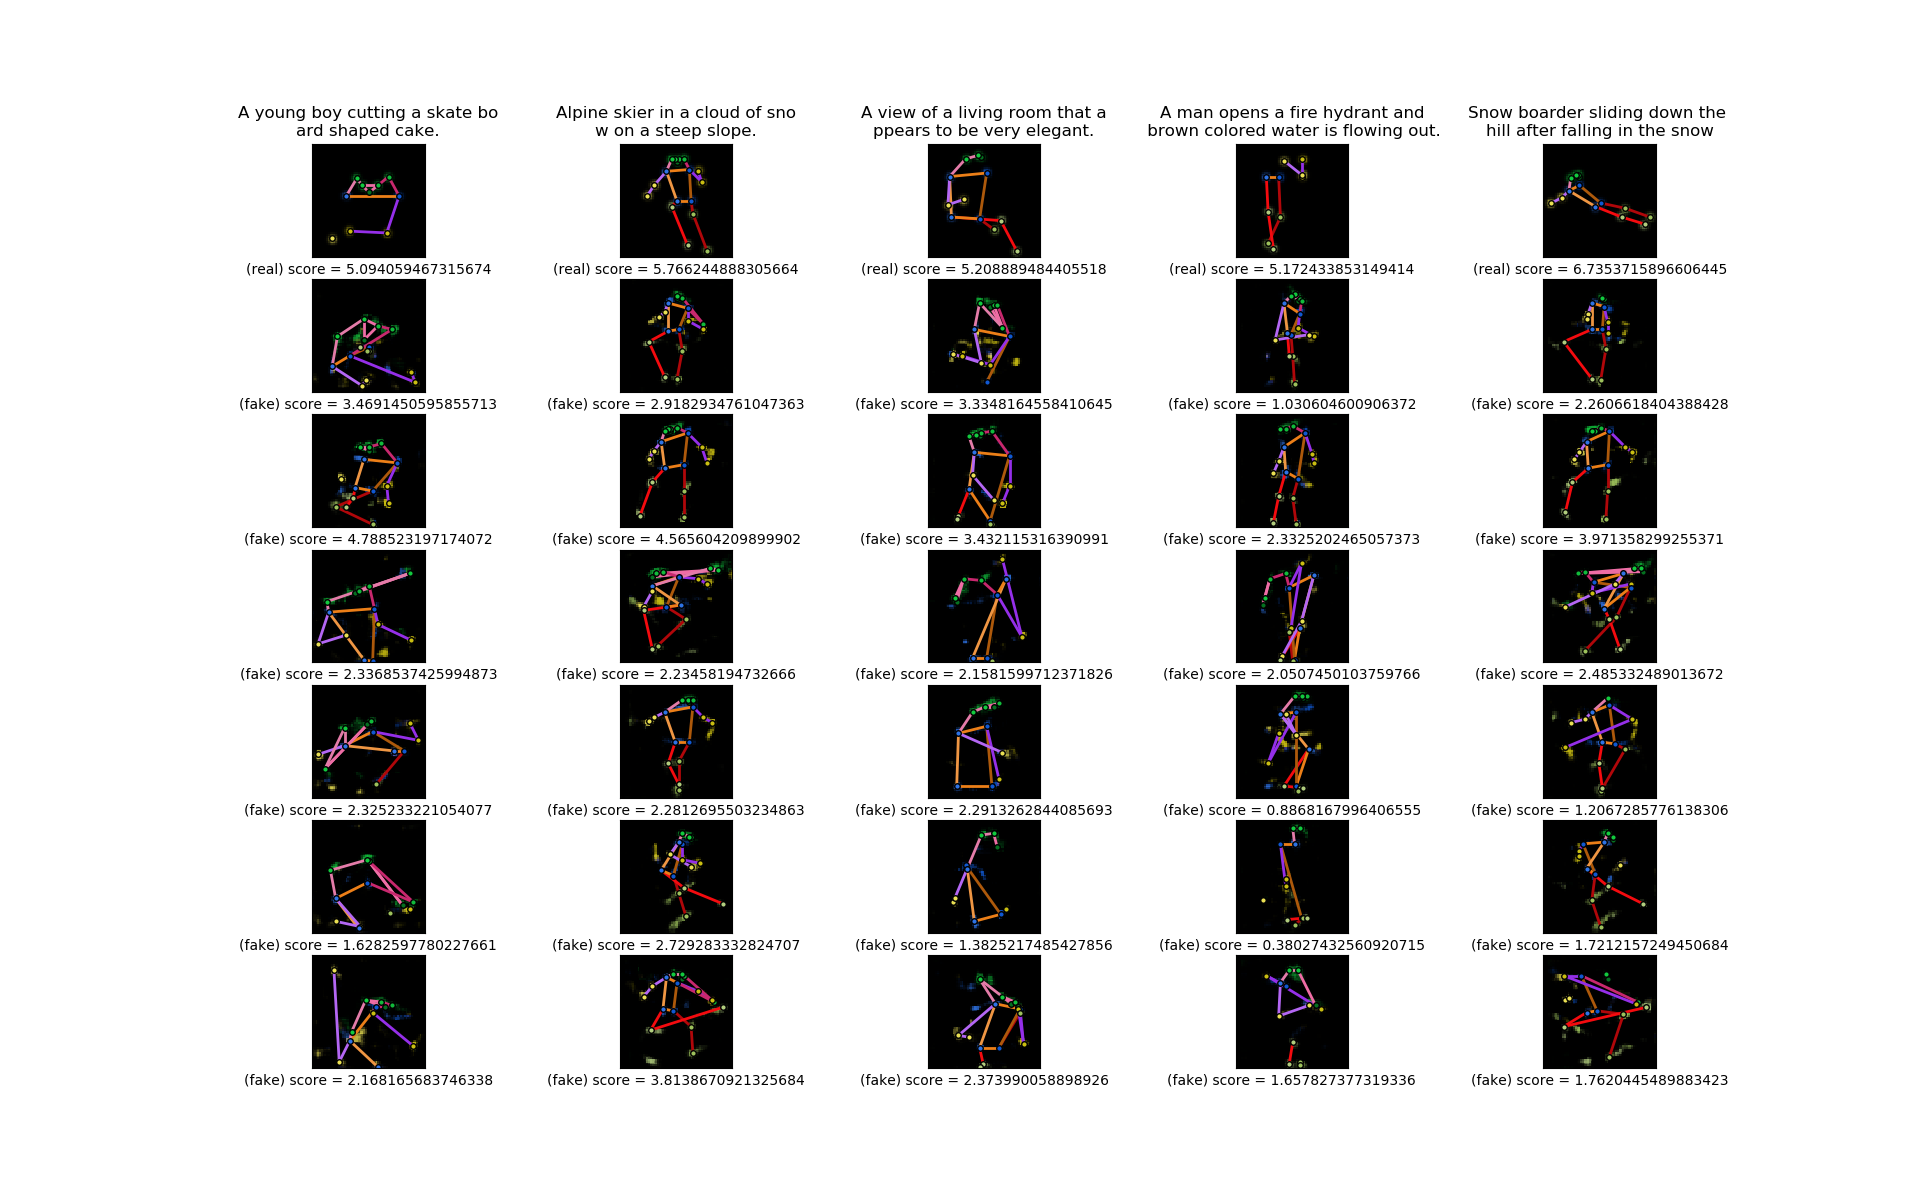 A young boy cutting a skate bo
ard shaped cake.
Alpine skier in a cloud of sno
w on a steep slope.
A view of a living room that a
ppears to be very elegant.
A man opens a fire hydrant and
brown colored water is flowing out.
Snow boarder sliding down the
hill after falling in the snow
(real) score = 5.094059467315674
(real) score = 5.766244888305664
(real) score = 5.208889484405518
(real) score = 5.172433853149414
(real) score = 6.7353715896606445
(fake) score = 3.4691450595855713
(fake) score = 2.9182934761047363
(fake) score = 3.3348164558410645
(fake) score = 1.030604600906372
(fake) score = 2.2606618404388428
(fake) score = 4.788523197174072
(fake) score = 4.565604209899902
(fake) score = 3.432115316390991
(fake) score = 2.3325202465057373
(fake) score = 3.971358299255371
(fake) score = 2.3368537425994873
(fake) score = 2.23458194732666
(fake) score = 2.1581599712371826
(fake) score = 2.0507450103759766
(fake) score = 2.485332489013672
(fake) score = 2.325233221054077
(fake) score = 2.2812695503234863
(fake) score = 2.2913262844085693
(fake) score = 0.8868167996406555
(fake) score = 1.2067285776138306
(fake) score = 1.6282597780227661
(fake) score = 2.729283332824707
(fake) score = 1.3825217485427856
(fake) score = 0.38027432560920715
(fake) score = 1.7212157249450684
(fake) score = 2.168165683746338
(fake) score = 3.8138670921325684
(fake) score = 2.373990058898926
(fake) score = 1.657827377319336
(fake) score = 1.7620445489883423